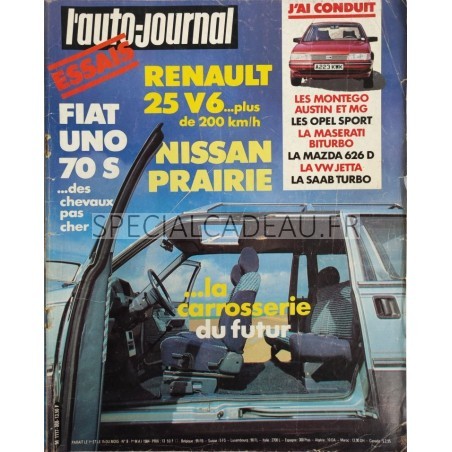 l'auto-journal
ESSAIS
RENAULT
25 V6...plus
de 200 km/h
FIAT
UNO
70 S
...des
chevaux
pas
cher
NISSAN
PRAIRIE
J'AI CONDUIT
LES MONTEGO
AUSTIN ET MG
LES OPEL SPORT
LA MASERATI
BITURBO
LA MAZDA 626 D
LA VW JETTA
LA SAAB TURBO
SPECIALCADEAU.FR
...la
carrosserie
du futur